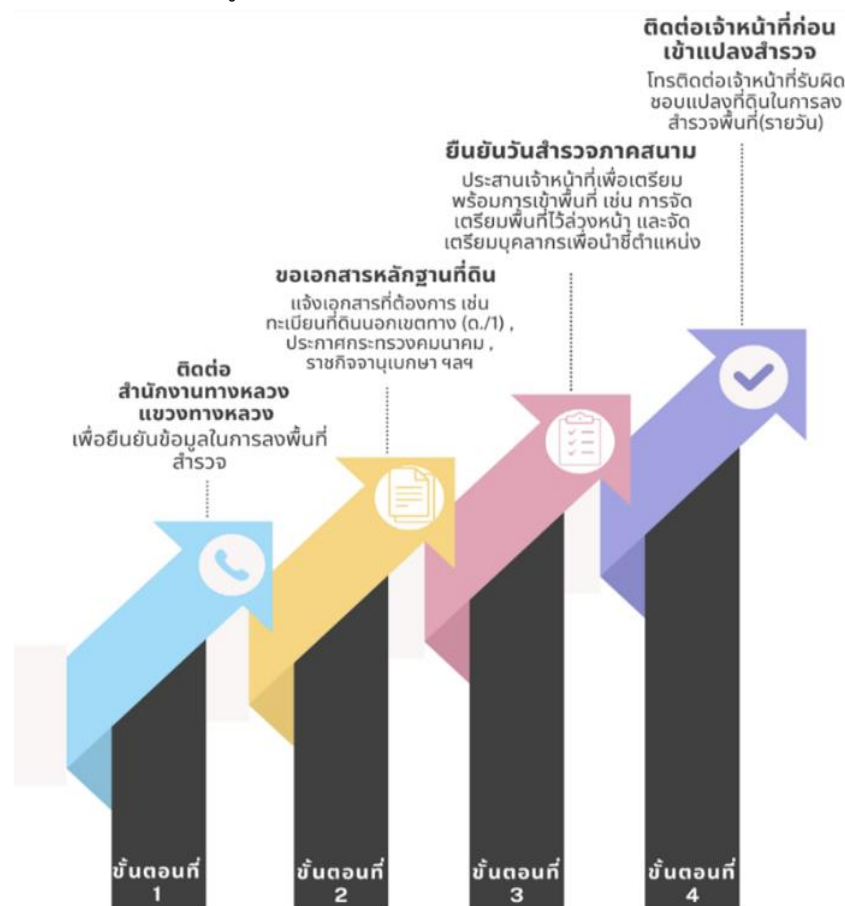 ติดต่อ
สำนักงานทางหลวง
แขวงทางหลวง
เพื่อยืนยันข้อมูลในการลงพื้นที่
สำรวจ
ขอเอกสารหลักฐานที่ดิน
แจ้งเอกสารที่ต้องการ เช่น
ทะเบียนที่ดินนอกเขตทาง (ด./1) ,
ประกาศกระทรวงคมนาคม ,
ราชกิจจานุเบกษา ฯลฯ
ยืนยันวันสำรวจภาคสนาม
ประสานเจ้าหน้าที่เพื่อเตรียม
พร้อมการเข้าพื้นที่ เช่น การจัด
เตรียมพื้นที่ไว้ล่วงหน้า และจัด
เตรียมบุคลากรเพื่อนำชี้ตำแหน่ง
ติดต่อเจ้าหน้าที่ก่อน
เข้าแปลงสำรวจ
โทรติดต่อเจ้าหน้าที่รับผิด
ชอบแปลงที่ดินในการลง
สำรวจพื้นที่(รายวัน)
ขั้นตอนที่
1
ขั้นตอนที่
2
ขั้นตอนที่
3
ขั้นตอนที่
4